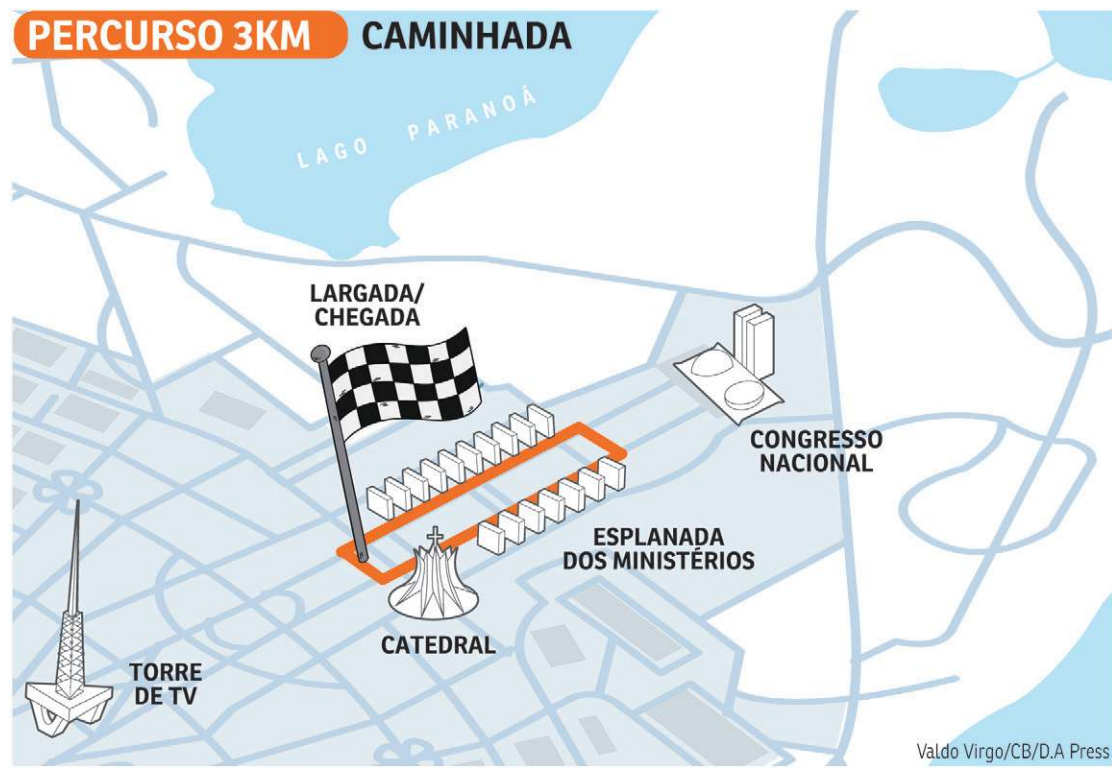 PERCURSO 3KM CAMINHADA
LAGO PARANOÁ
LARGADA/
CHEGADA
CONGRESSO
NACIONAL
ESPLANADA
DOS MINISTÉRIOS
CATEDRAL
TORRE
DE TV
Valdo Virgo/CB/D.A Press